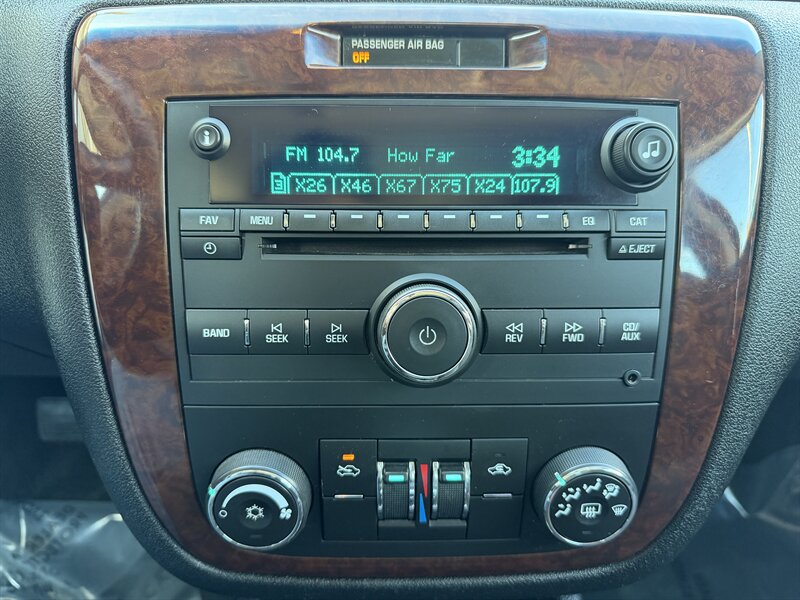 PASSENGER AIR BAG
OFF
FM 104.7 How Far 3:34
3 X26 X46 X67 X75 X24 107.9
FAV MENU EQ CAT
EJECT
BAND SEEK SEEK REV FWD CD/AUX